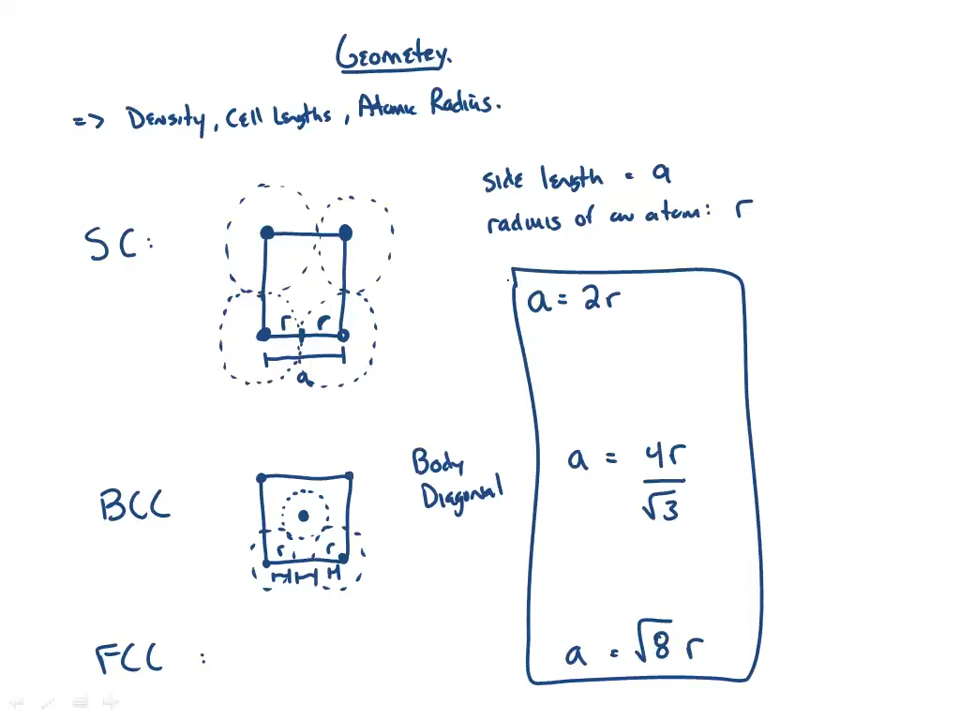 Geometry.
=> Density, Cell Lengths, Atomic Radius.
side length = a
radius of an atom: r
SC:
r r
a
a = 2r
BCC
r r
Body
Diagonal
a = 4r/√3
FCC :
a = √8 r